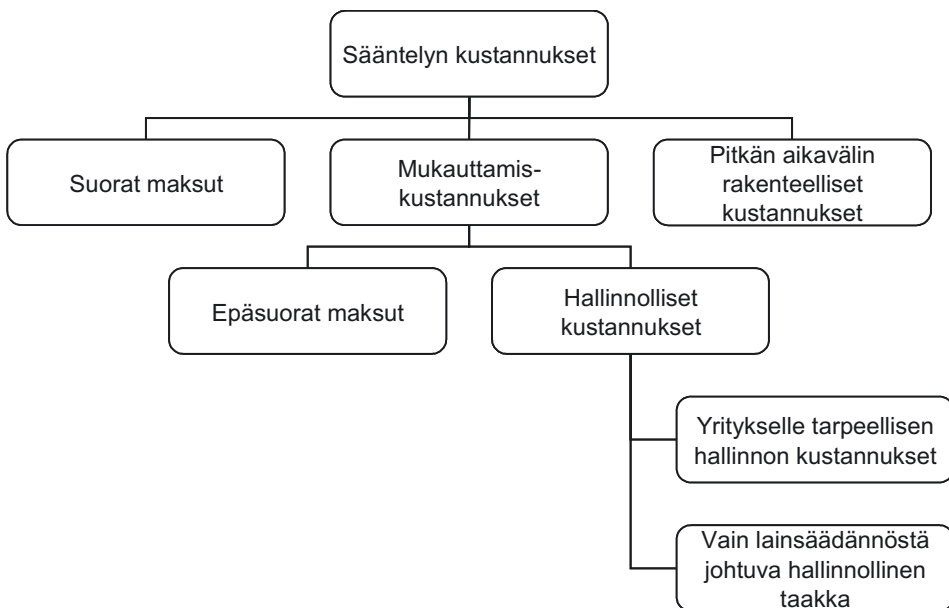 Sääntelyn kustannukset
Suorat maksut
Mukauttamis-
kustannukset
Pitkän aikavälin
rakenteelliset
kustannukset
Epäsuorat maksut
Hallinnolliset
kustannukset
Yritykselle tarpeellisen
hallinnon kustannukset
Vain lainsäädännöstä
johtuva hallinnollinen
taakka